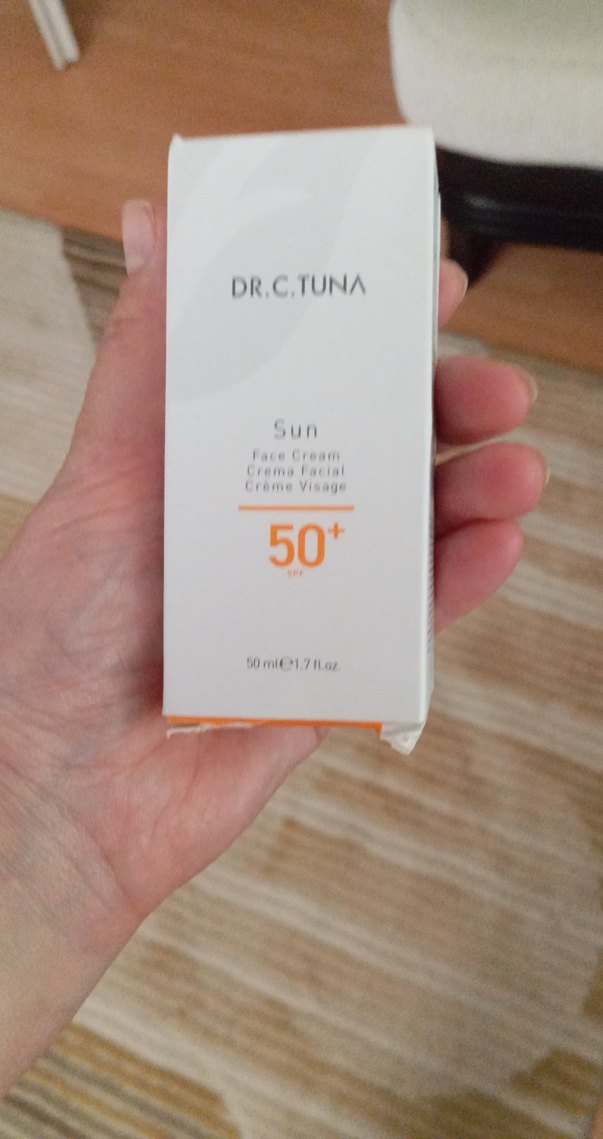 DR.C.TUNA
Sun
Face Cream
Crema Facial
Crème Visage
50+
SPF
50 ml ℮ 1.7 fl.oz.